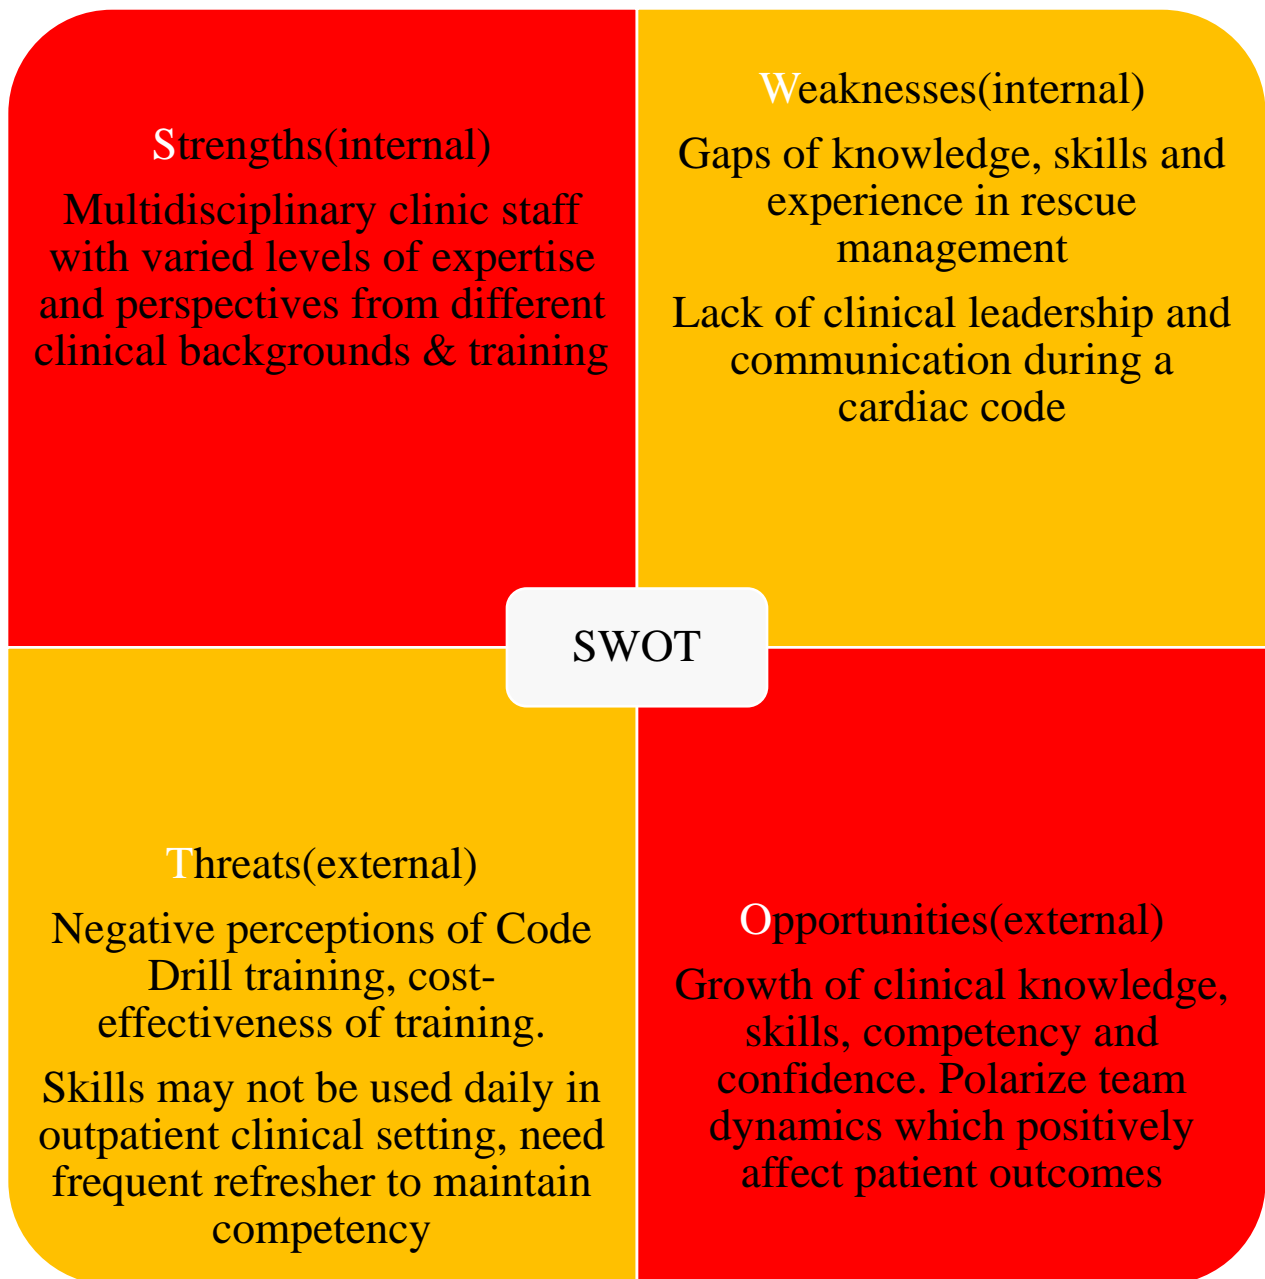 Strengths(internal)
Multidisciplinary clinic staff
with varied levels of expertise
and perspectives from different
clinical backgrounds & training
Weaknesses(internal)
Gaps of knowledge, skills and
experience in rescue
management
Lack of clinical leadership and
communication during a
cardiac code
SWOT
Threats(external)
Negative perceptions of Code
Drill training, cost-
effectiveness of training.
Skills may not be used daily in
outpatient clinical setting, need
frequent refresher to maintain
competency
Opportunities(external)
Growth of clinical knowledge,
skills, competency and
confidence. Polarize team
dynamics which positively
affect patient outcomes